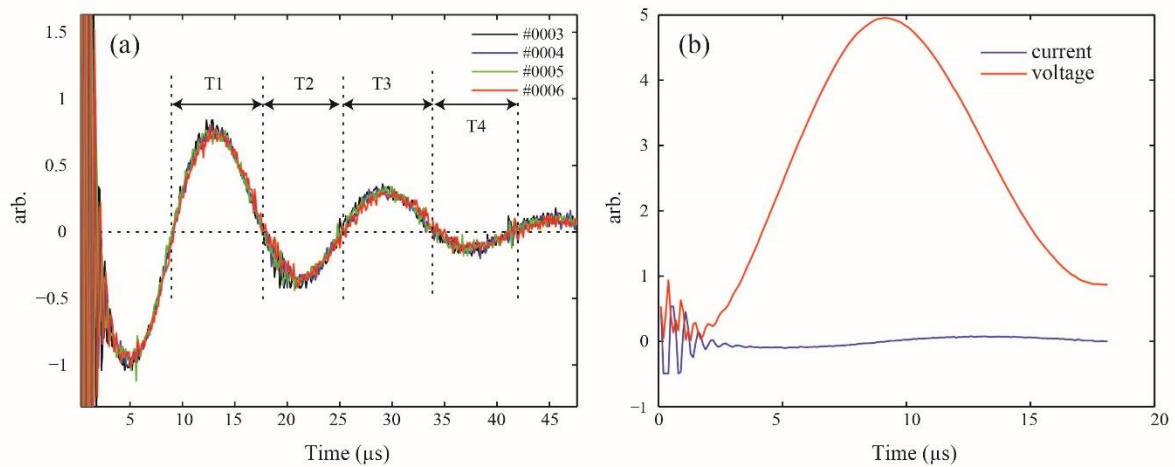 (a)
#0003
#0004
#0005
#0006
T1
T2
T3
T4
1.5
1
0.5
0
−0.5
−1
arb.
5 10 15 20 25 30 35 40 45
Time (μs)
(b)
current
voltage
5
4
3
2
1
0
−1
arb.
0 5 10 15 20
Time (μs)